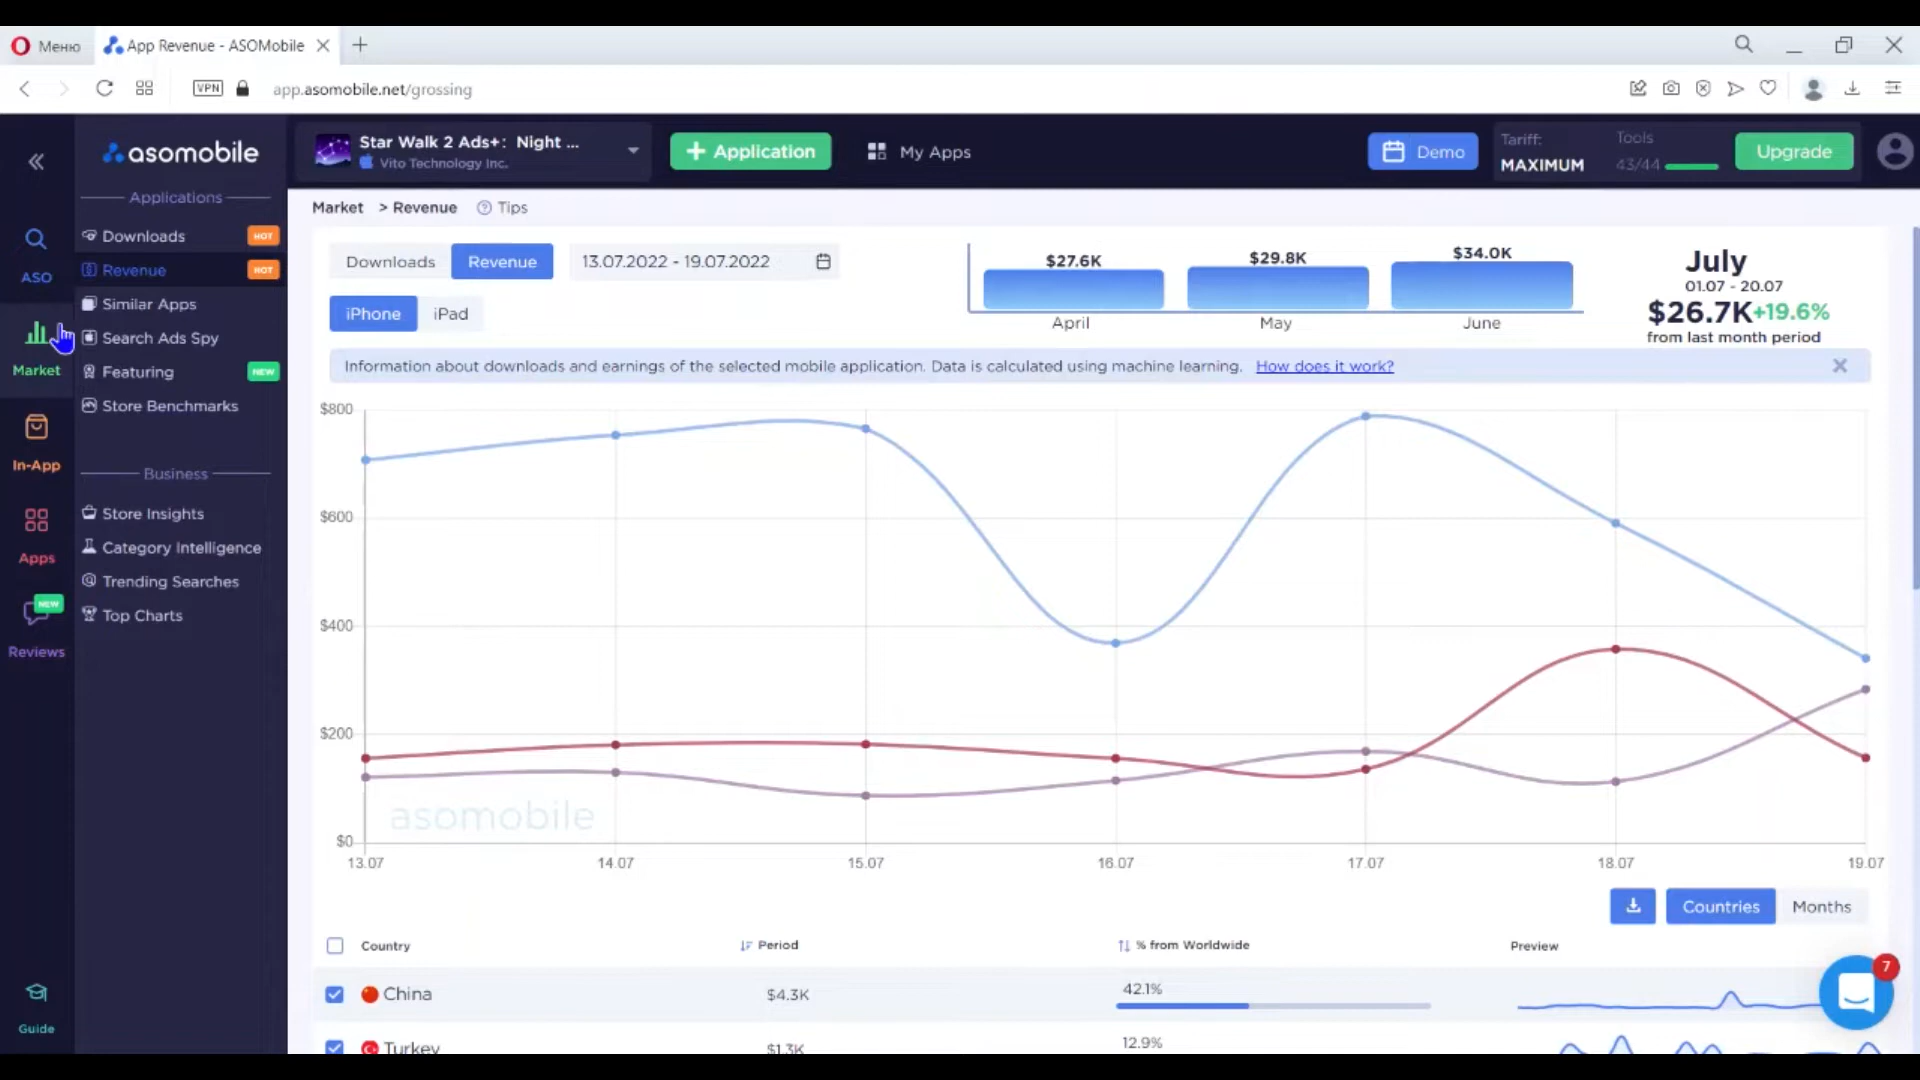 Меню
App Revenue - ASOMobile
VPN
app.asomobile.net/grossing
asomobile
Star Walk 2 Ads+: Night ...
Vito Technology Inc.
+ Application
My Apps
Demo
Tariff:
MAXIMUM
Tools
43/44
Upgrade
ASO
Market
In-App
Apps
NEW
Reviews
Guide
Applications
Downloads HOT
Revenue HOT
Similar Apps
Search Ads Spy
Featuring NEW
Store Benchmarks
Business
Store Insights
Category Intelligence
Trending Searches
Top Charts
Market > Revenue Tips
Downloads Revenue 13.07.2022 - 19.07.2022
iPhone iPad
$27.6K $29.8K $34.0K
April May June
July
01.07 - 20.07
$26.7K+19.6%
from last month period
Information about downloads and earnings of the selected mobile application. Data is calculated using machine learning. How does it work?
$800
$600
$400
$200
$0
asomobile
13.07 14.07 15.07 16.07 17.07 18.07 19.07
Countries Months
Country Period % from Worldwide Preview
China $4.3K 42.1%
Turkey $1.3K 12.9%
7